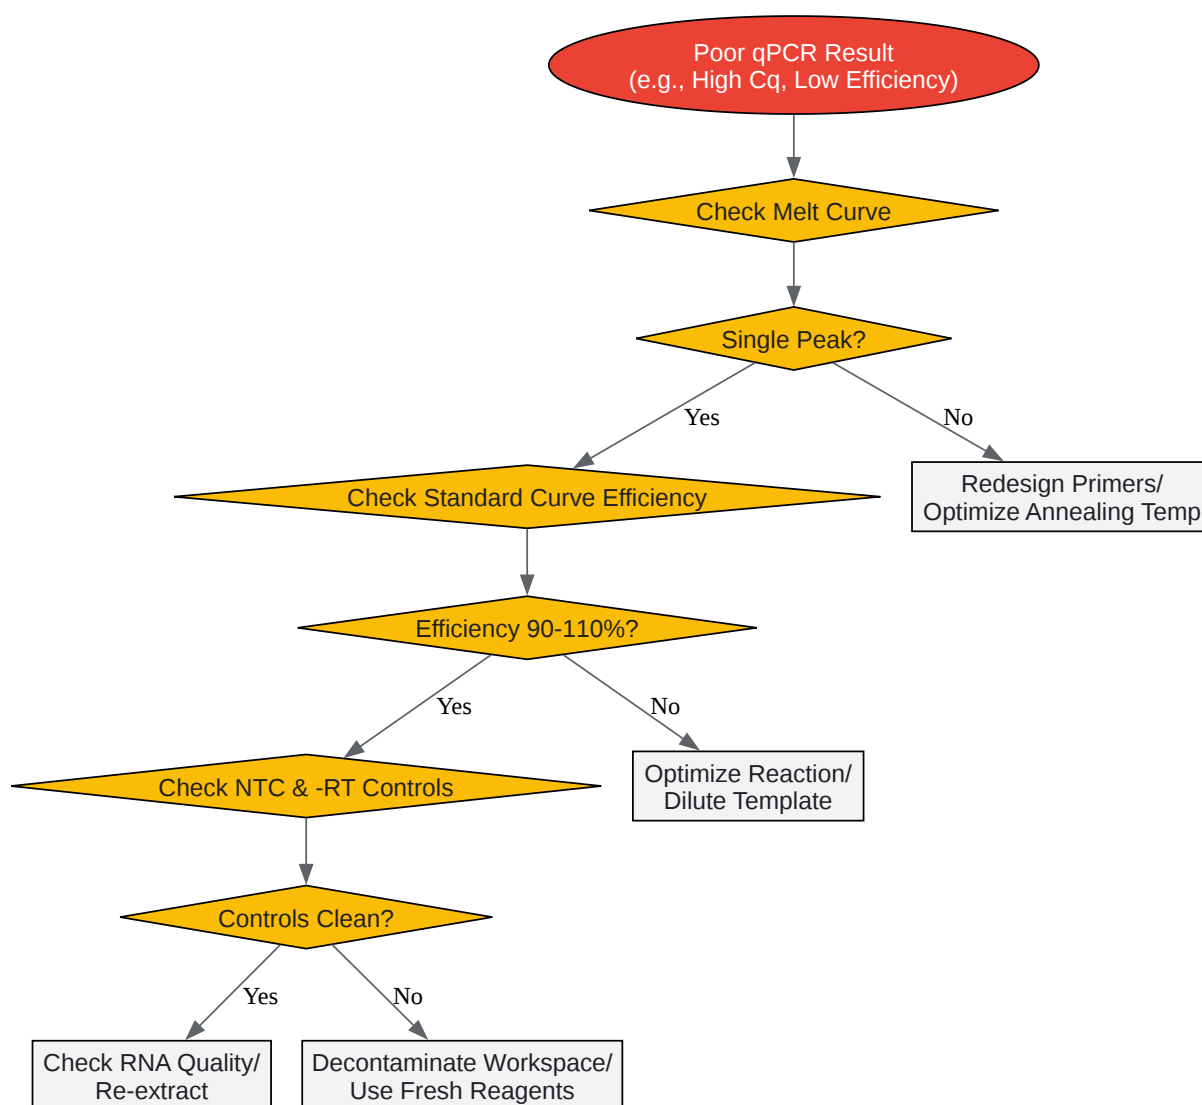 Poor qPCR Result
(e.g., High Cq, Low Efficiency)
Check Melt Curve
Single Peak?
Yes
No
Check Standard Curve Efficiency
Redesign Primers/
Optimize Annealing Temp
Efficiency 90-110%?
Yes
No
Check NTC & -RT Controls
Optimize Reaction/
Dilute Template
Controls Clean?
Yes
No
Check RNA Quality/
Re-extract
Decontaminate Workspace/
Use Fresh Reagents